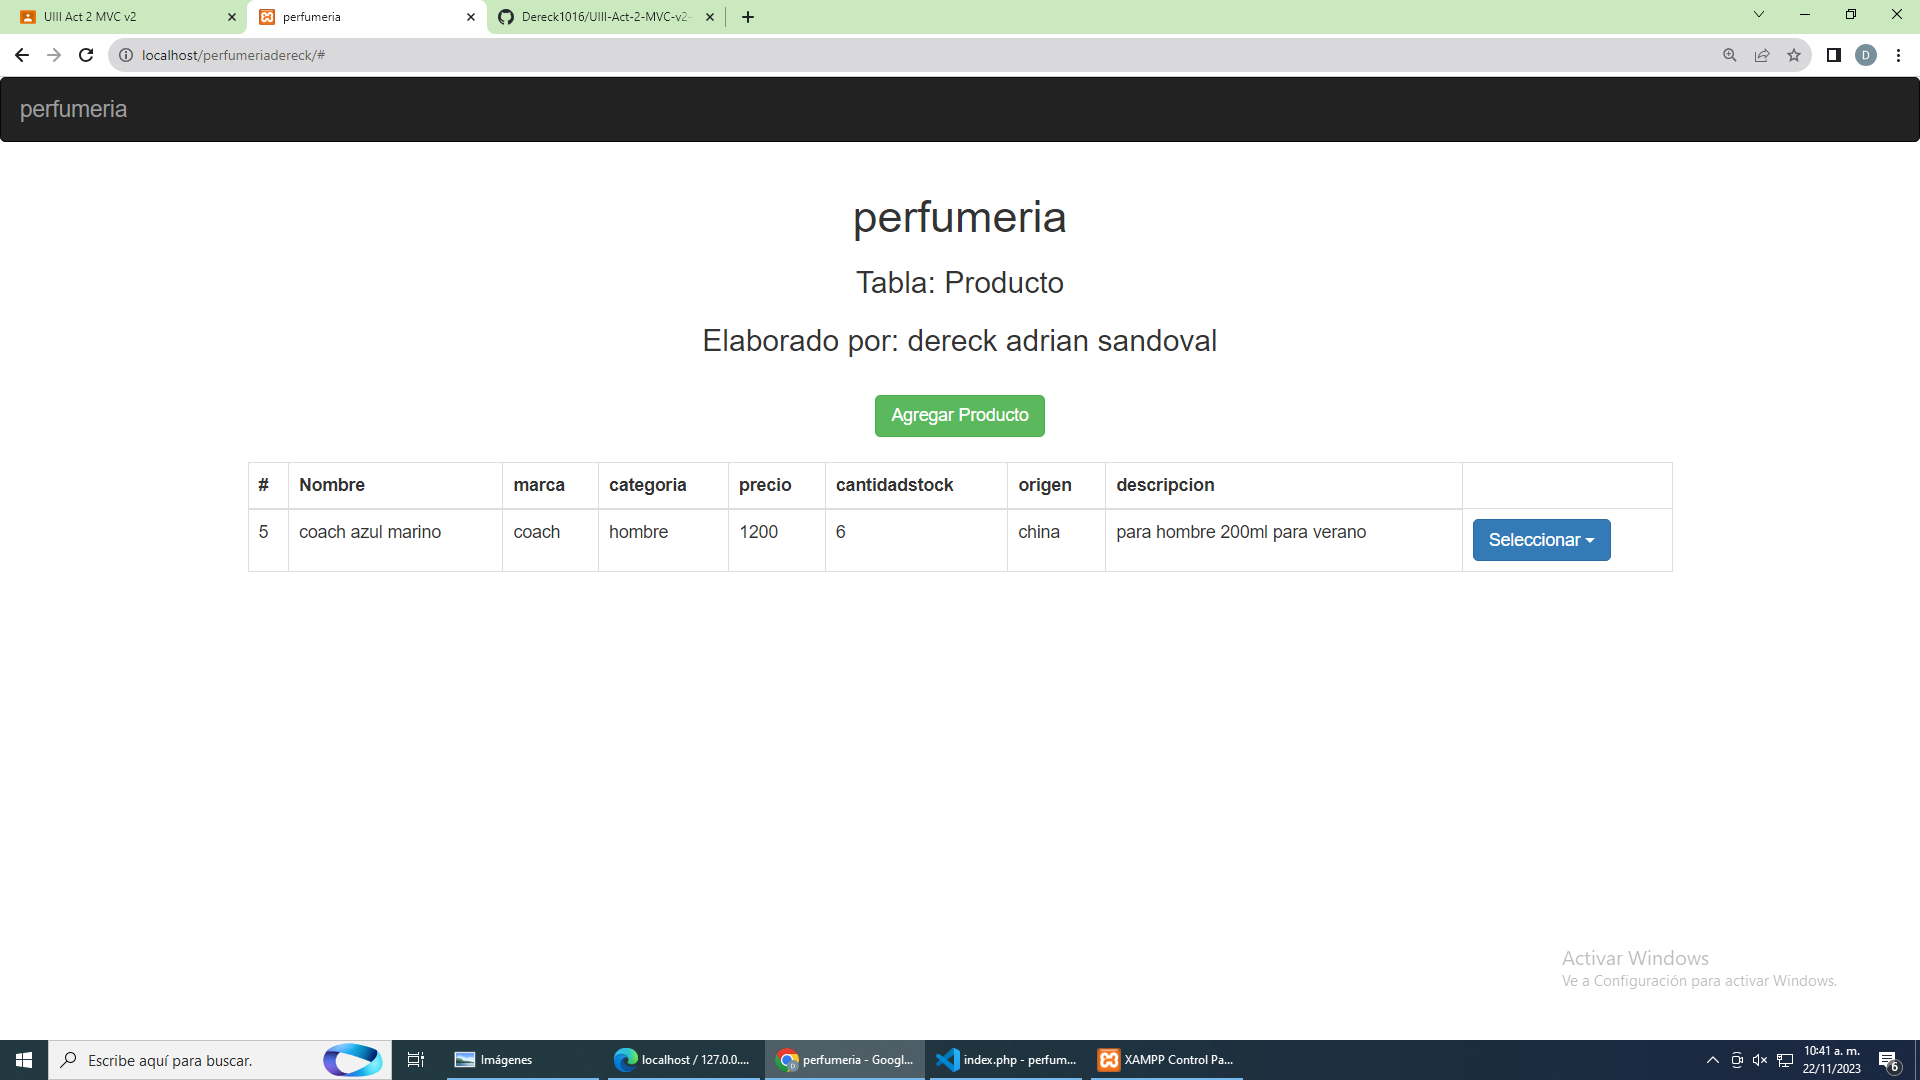 UIII Act 2 MVC v2
perfumeria
Dereck1016/UIII-Act-2-MVC-v2-
localhost/perfumeriadereck/#
D
perfumeria
perfumeria
Tabla: Producto
Elaborado por: dereck adrian sandoval
Agregar Producto
# Nombre marca categoria precio cantidadstock origen descripcion
5 coach azul marino coach hombre 1200 6 china para hombre 200ml para verano Seleccionar
Activar Windows
Ve a Configuración para activar Windows.
Escribe aquí para buscar.
Imágenes
localhost / 127.0.0....
perfumeria - Googl...
index.php - perfum...
XAMPP Control Pa...
10:41 a. m.
22/11/2023
6